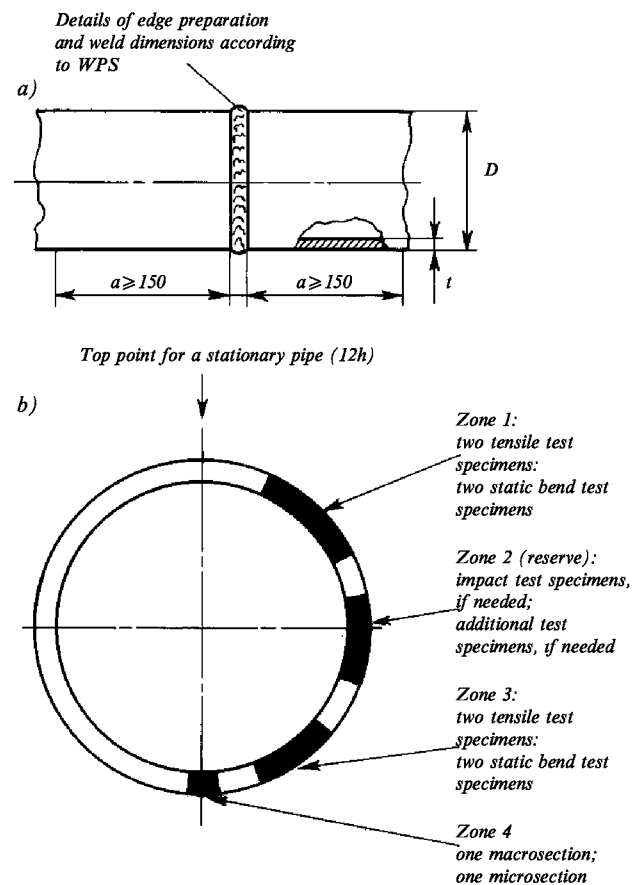 Details of edge preparation
and weld dimensions according
to WPS
a)
D
a⩾150
a⩾150
t
Top point for a stationary pipe (12h)
b)
Zone 1:
two tensile test
specimens:
two static bend test
specimens
Zone 2 (reserve):
impact test specimens,
if needed;
additional test
specimens, if needed
Zone 3:
two tensile test
specimens:
two static bend test
specimens
Zone 4
one macrosection;
one microsection